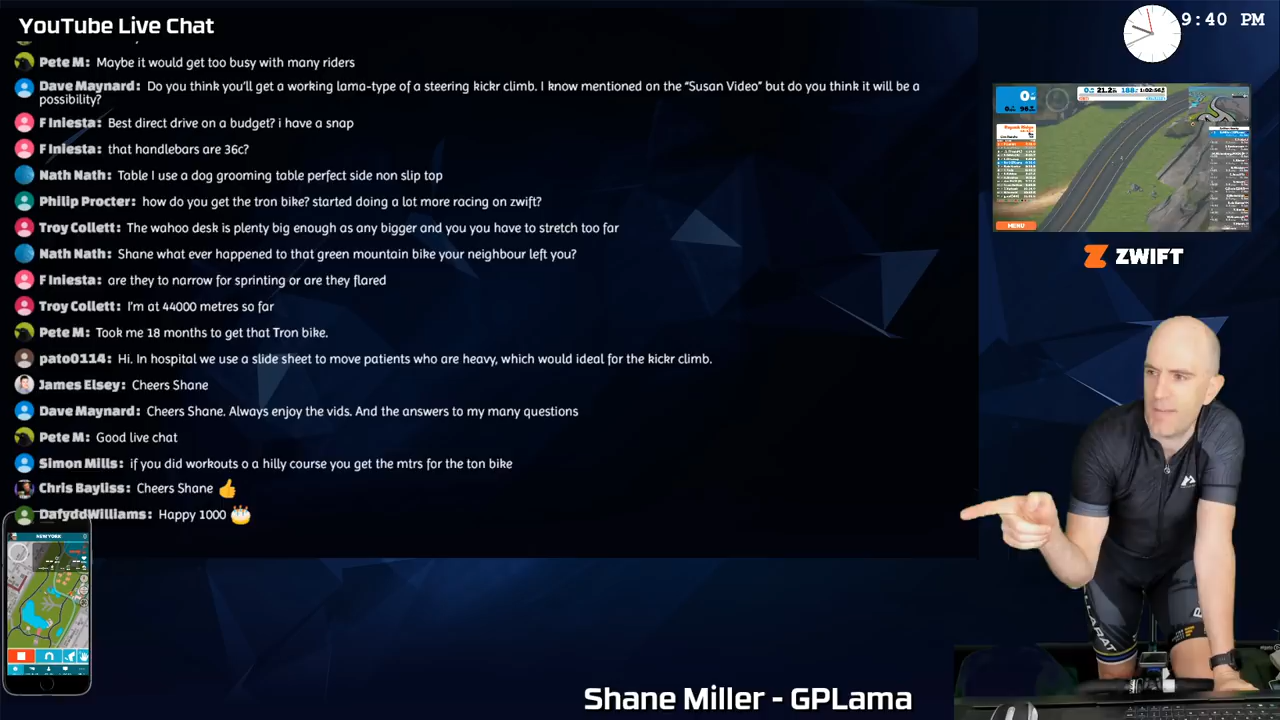 YouTube Live Chat
Pete M: Maybe it would get too busy with many riders
Dave Maynard: Do you think you'll get a working lama-type of a steering kickr climb. I know mentioned on the “Susan Video” but do you think it will be a
possibility?
F Iniesta: Best direct drive on a budget? i have snap
F Iniesta: that handlebars are 36c?
Nath Nath: Table I use a dog grooming table perfect side non slip top
Philip Procter: how do you get the tron bike started doing a lot more racing on zwift?
Troy Collett: The wahoo desk is plenty big enough as any bigger and you you have to stretch too far
Nath Nath: Shane what ever happened to that green mountain bike your neighbour left you?
F Iniesta: are they to narrow for sprinting or are they flared
Troy Collett: I'm at 44000 metres so far
Pete M: Took me 18 months to get that Tron bike.
pato0114: Hi. In hospital we use a slide sheet to move patients who are heavy, which would ideal for the kickr climb.
James Elsey: Cheers Shane
Dave Maynard: Cheers Shane. Always enjoy the vids. And the answers to my many questions
Pete M: Good live chat
Simon Mills: if you did workouts o a hilly course you get the mtrs for the ton bike
Chris Bayliss: Cheers Shane 👍
DafyddWilliams: Happy 1000 🎂
9:40 PM
0w 21.2 188 1:02:56
MENU
ZWIFT
NEW YORK
Shane Miller - GPLama